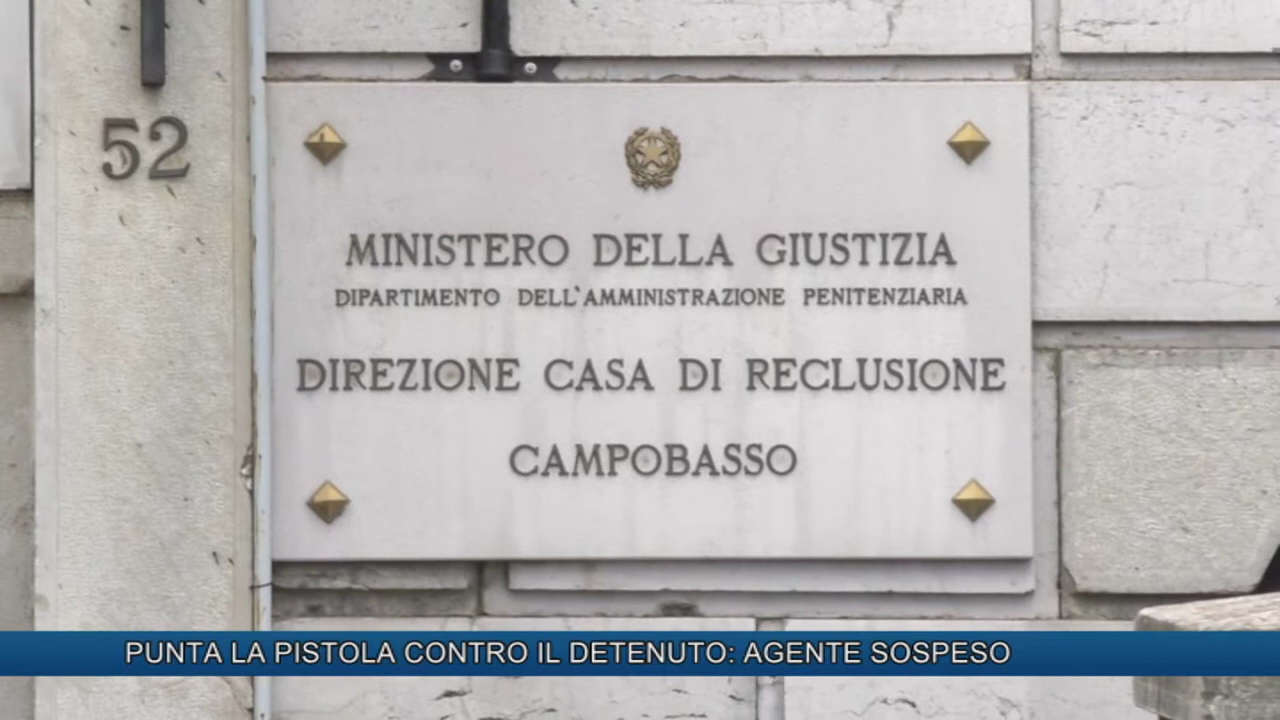 52
MINISTERO DELLA GIUSTIZIA
DIPARTIMENTO DELL'AMMINISTRAZIONE PENITENZIARIA
DIREZIONE CASA DI RECLUSIONE
CAMPOBASSO
PUNTA LA PISTOLA CONTRO IL DETENUTO: AGENTE SOSPESO